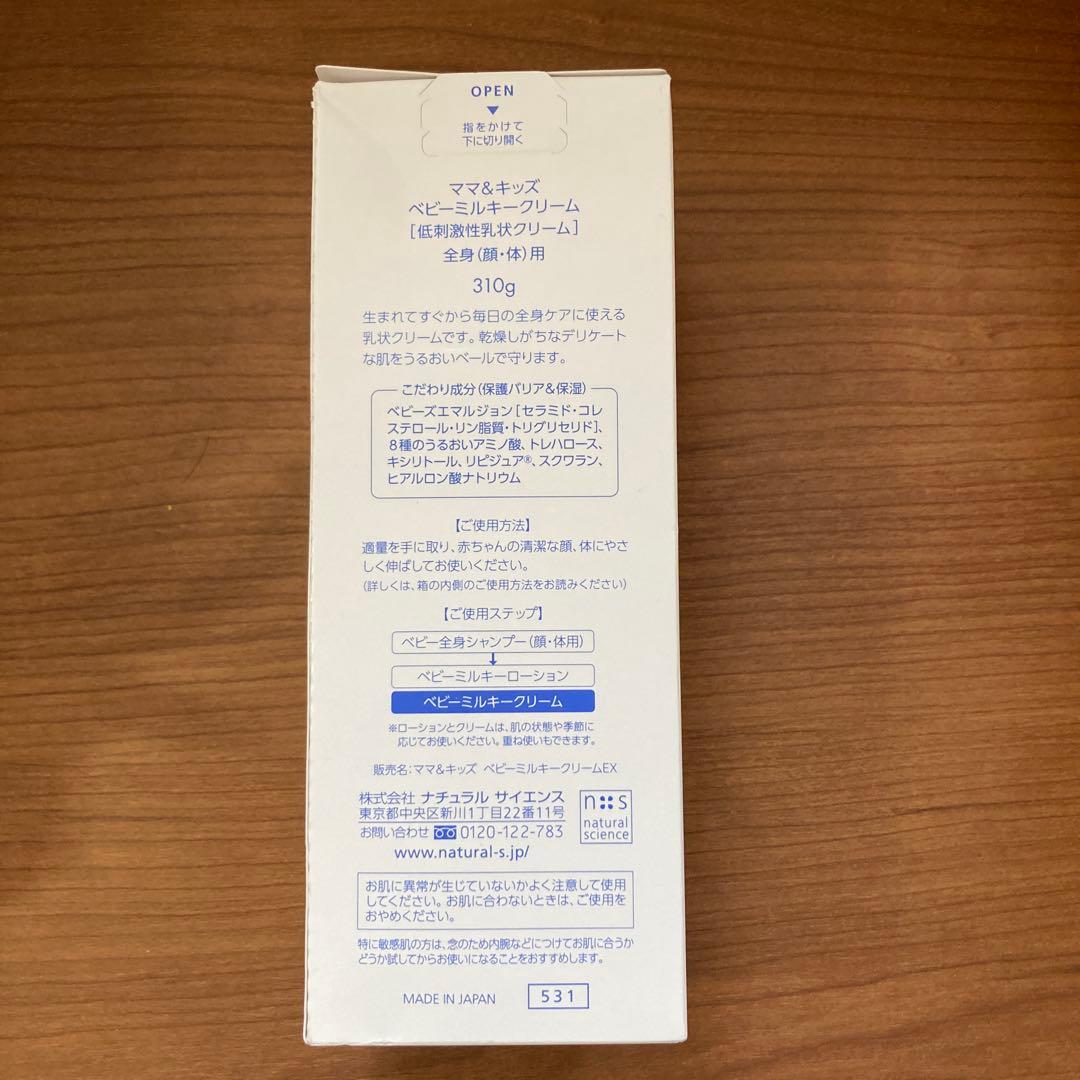 OPEN
▼
指をかけて
下に切り開く
ママ&キッズ
ベビーミルキークリーム
[低刺激性乳状クリーム]
全身(顔・体)用
310g
生まれてすぐから毎日の全身ケアに使える
乳状クリームです。乾燥しがちなデリケート
な肌をうるおいベールで守ります。
こだわり成分(保護バリア&保湿)
ベビーズエマルジョン[セラミド・コレ
ステロール・リン脂質・トリグリセリド]、
8種のうるおいアミノ酸、トレハロース、
キシリトール、リピジュア®、スクワラン、
ヒアルロン酸ナトリウム
【ご使用方法】
適量を手に取り、赤ちゃんの清潔な顔、体にやさ
しく伸ばしてお使いください。
(詳しくは、箱の内側のご使用方法をお読みください)
【ご使用ステップ】
ベビー全身シャンプー(顔・体用)
ベビーミルキーローション
ベビーミルキークリーム
※ローションとクリームは、肌の状態や季節に
応じてお使いください。重ね使いもできます。
販売名:ママ&キッズ ベビーミルキークリームEX
株式会社 ナチュラル サイエンス
東京都中央区新川1丁目22番11号
お問い合わせ 0120-122-783
www.natural-s.jp/
n s
natural
science
お肌に異常が生じていないかよく注意して使用
してください。お肌に合わないときは、ご使用を
おやめください。
特に敏感肌の方は、念のため内腕などにつけてお肌に合うか
どうか試してからお使いになることをおすすめします。
MADE IN JAPAN 531